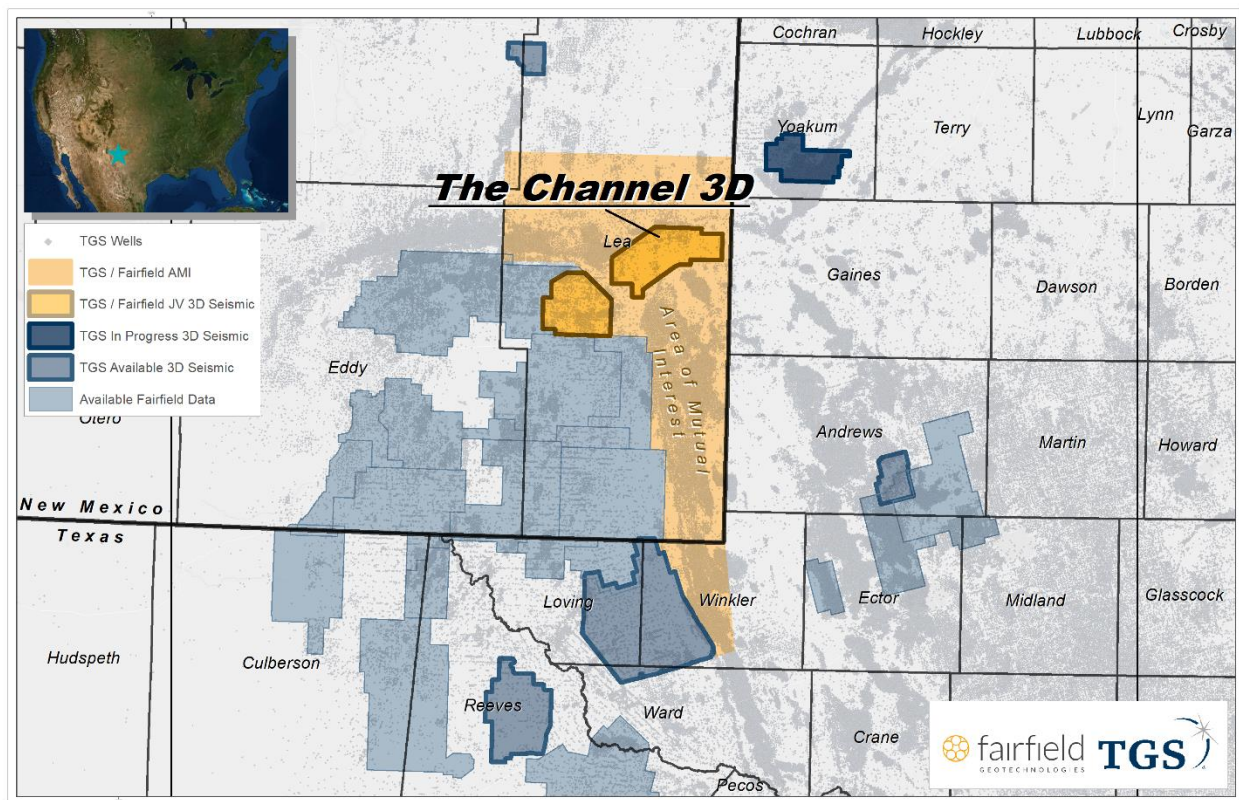 Cochran
Hockley
Lubbock
Crosby
Yoakum
Terry
Lynn
Garza
The Channel 3D
Lea
TGS Wells
TGS / Fairfield AMI
TGS / Fairfield JV 3D Seismic
TGS In Progress 3D Seismic
TGS Available 3D Seismic
Available Fairfield Data
Gaines
Dawson
Borden
Area of Mutual
Interest
Eddy
Otero
Andrews
Martin
Howard
New Mexico
Texas
Loving
Winkler
Ector
Midland
Glasscock
Hudspeth
Culberson
Reeves
Ward
Crane
Pecos
fairfield
GEOTECHNOLOGIES
TGS